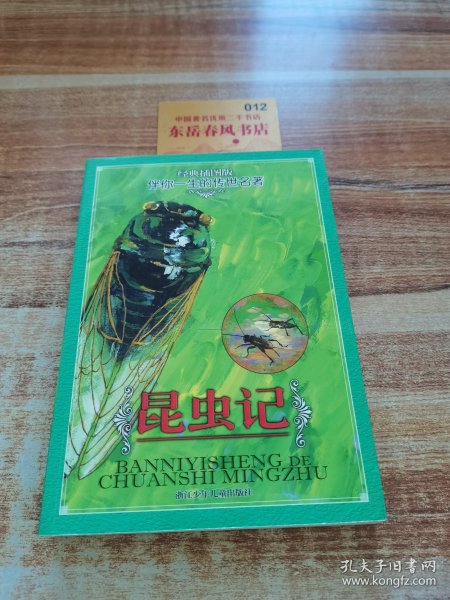 012
中国著名优质二手书店
东岳春风书店
经典插图版
伴你一生的传世名著
昆虫记
BANNIYISHENG DE
CHUANSHI MINGZHU
浙江少年儿童出版社
孔夫子旧书网
www.kongfz.com